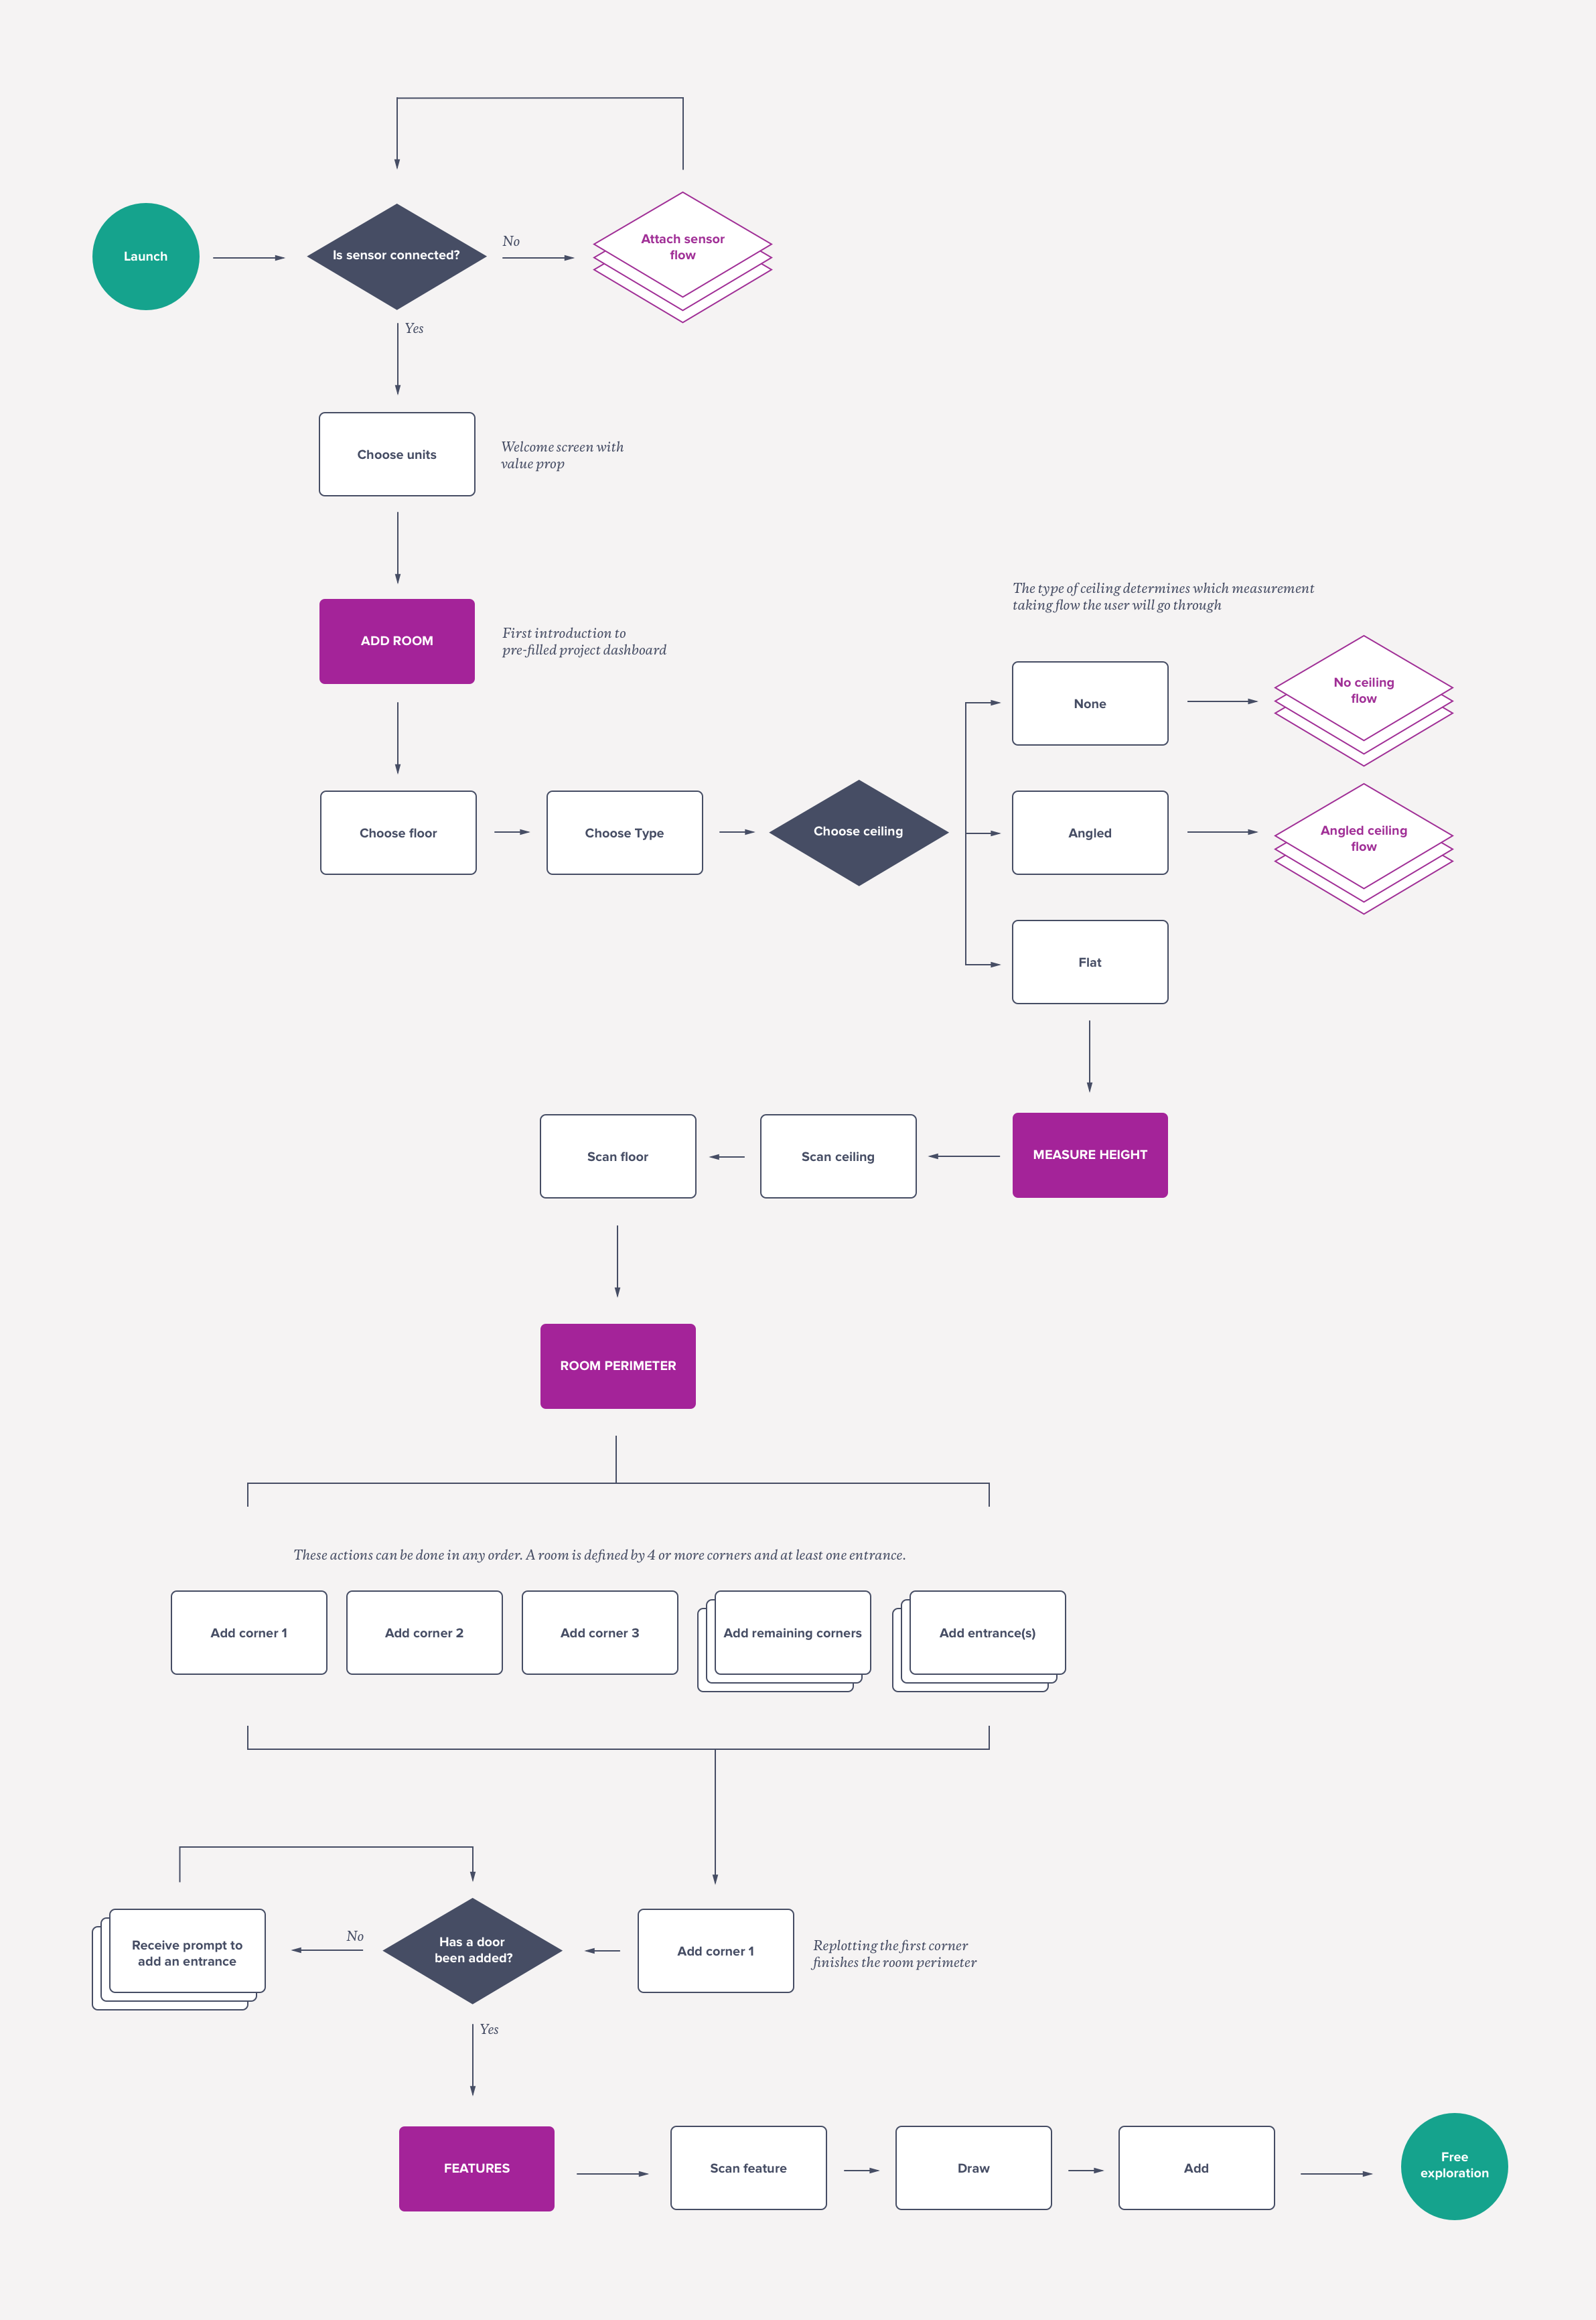 Launch
Is sensor connected?
No
Attach sensor
flow
Yes
Choose units
Welcome screen with
value prop
ADD ROOM
First introduction to
pre-filled project dashboard
The type of ceiling determines which measurement
taking flow the user will go through
None
No ceiling
flow
Choose floor
Choose Type
Choose ceiling
Angled
Angled ceiling
flow
Flat
Scan floor
Scan ceiling
MEASURE HEIGHT
ROOM PERIMETER
These actions can be done in any order. A room is defined by 4 or more corners and at least one entrance.
Add corner 1
Add corner 2
Add corner 3
Add remaining corners
Add entrance(s)
Receive prompt to
add an entrance
No
Has a door
been added?
Add corner 1
Replotting the first corner
finishes the room perimeter
Yes
FEATURES
Scan feature
Draw
Add
Free
exploration